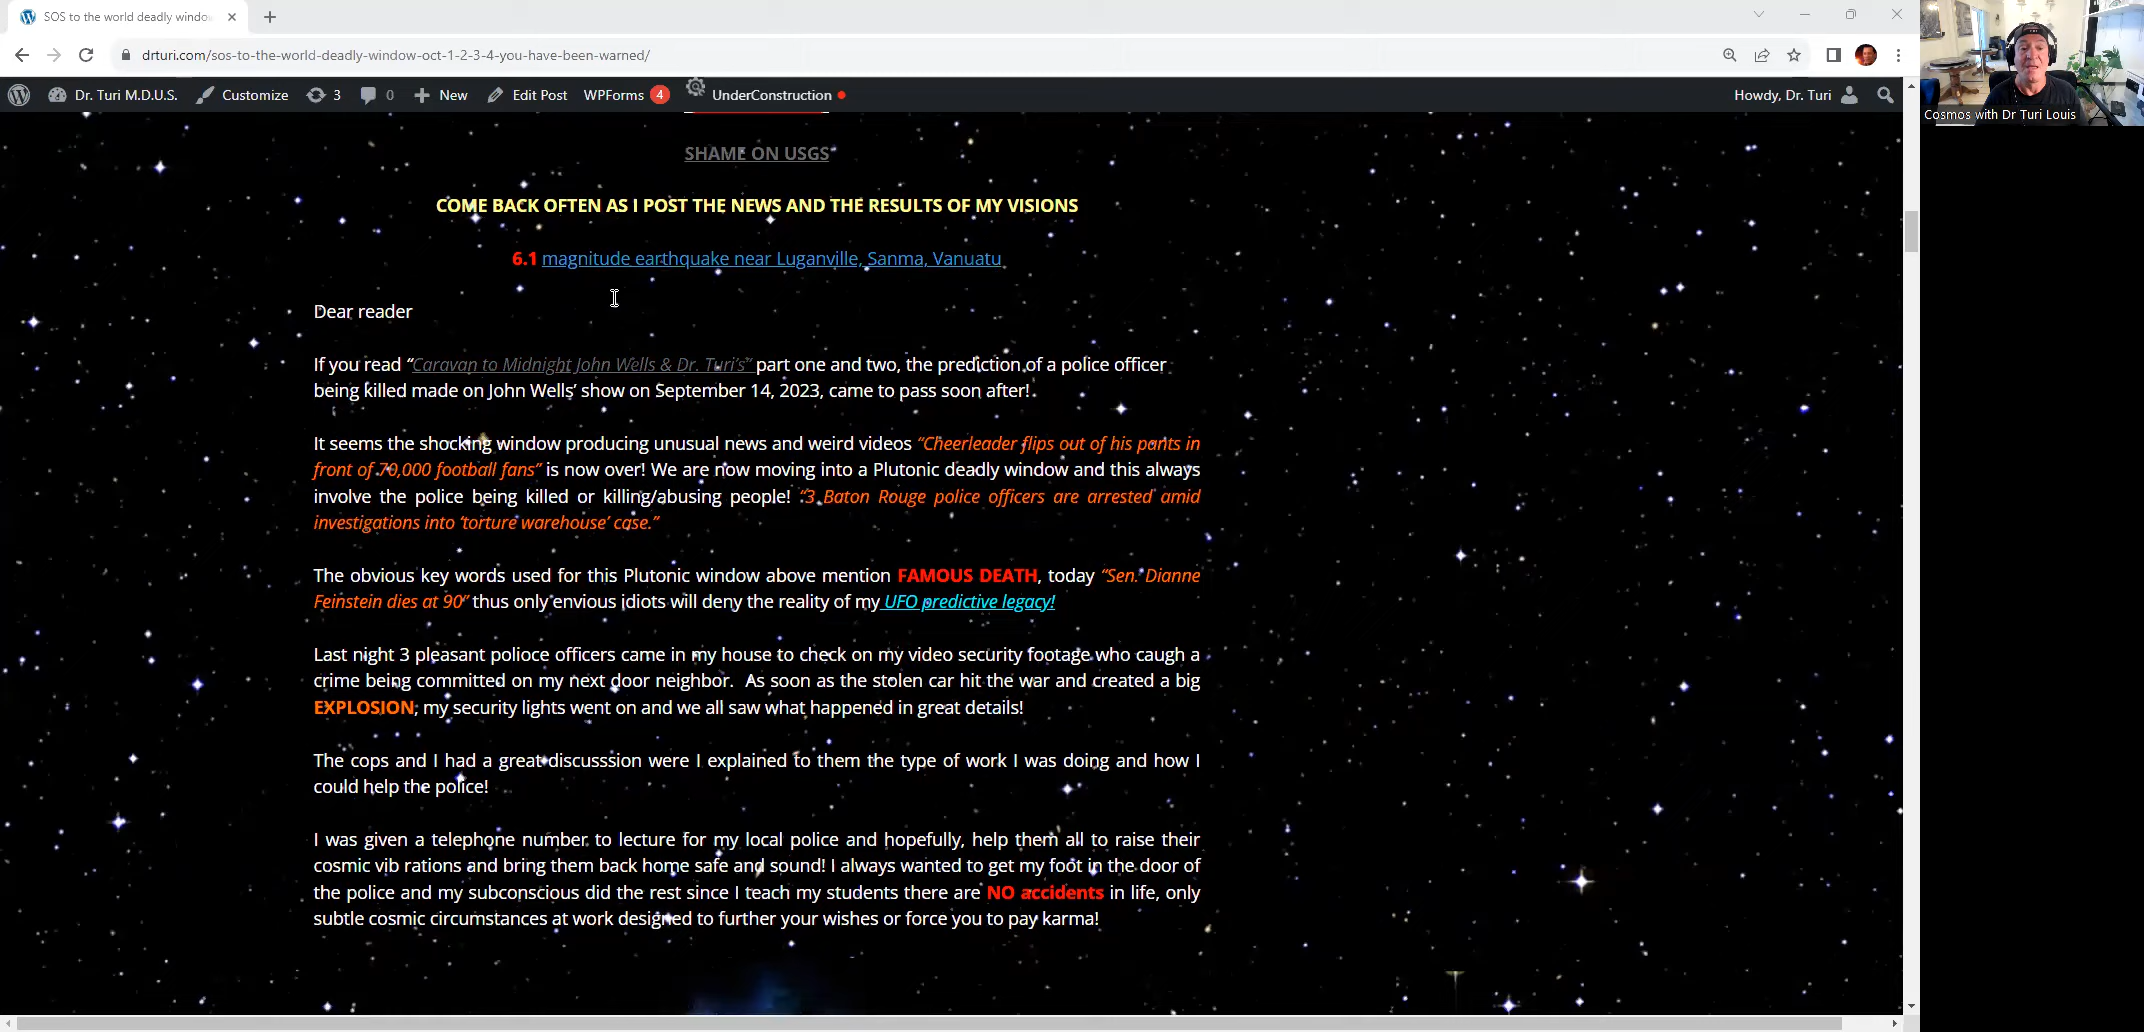 SOS to the world deadly windo
drturi.com/sos-to-the-world-deadly-window-oct-1-2-3-4-you-have-been-warned/
Dr. Turi M.D.U.S. Customize 3 0 New Edit Post WPForms 4 UnderConstruction Howdy, Dr. Turi
Cosmos with Dr Turi Louis
SHAME ON USGS
COME BACK OFTEN AS I POST THE NEWS AND THE RESULTS OF MY VISIONS
6.1 magnitude earthquake near Luganville, Sanma, Vanuatu
Dear reader
If you read “Caravan to Midnight John Wells & Dr. Turi’s” part one and two, the prediction of a police officer
being killed made on John Wells’ show on September 14, 2023, came to pass soon after!
It seems the shocking window producing unusual news and weird videos “Cheerleader flips out of his pants in
front of 70,000 football fans” is now over! We are now moving into a Plutonic deadly window and this always
involve the police being killed or killing/abusing people! “3 Baton Rouge police officers are arrested amid
investigations into ‘torture warehouse’ case.”
The obvious key words used for this Plutonic window above mention FAMOUS DEATH, today “Sen. Dianne
Feinstein dies at 90” thus only envious idiots will deny the reality of my UFO predictive legacy!
Last night 3 pleasant polioce officers came in my house to check on my video security footage who caugh a
crime being committed on my next door neighbor. As soon as the stolen car hit the war and created a big
EXPLOSION, my security lights went on and we all saw what happened in great details!
The cops and I had a great discusssion were I explained to them the type of work I was doing and how I
could help the police!
I was given a telephone number to lecture for my local police and hopefully, help them all to raise their
cosmic vib rations and bring them back home safe and sound! I always wanted to get my foot in the door of
the police and my subconscious did the rest since I teach my students there are NO accidents in life, only
subtle cosmic circumstances at work designed to further your wishes or force you to pay karma!